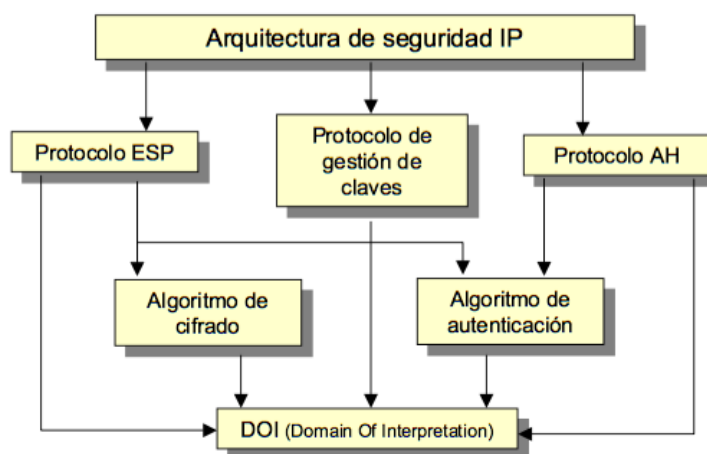 Arquitectura de seguridad IP
Protocolo ESP
Protocolo de
gestión de
claves
Protocolo AH
Algoritmo de
cifrado
Algoritmo de
autenticación
DOI (Domain Of Interpretation)